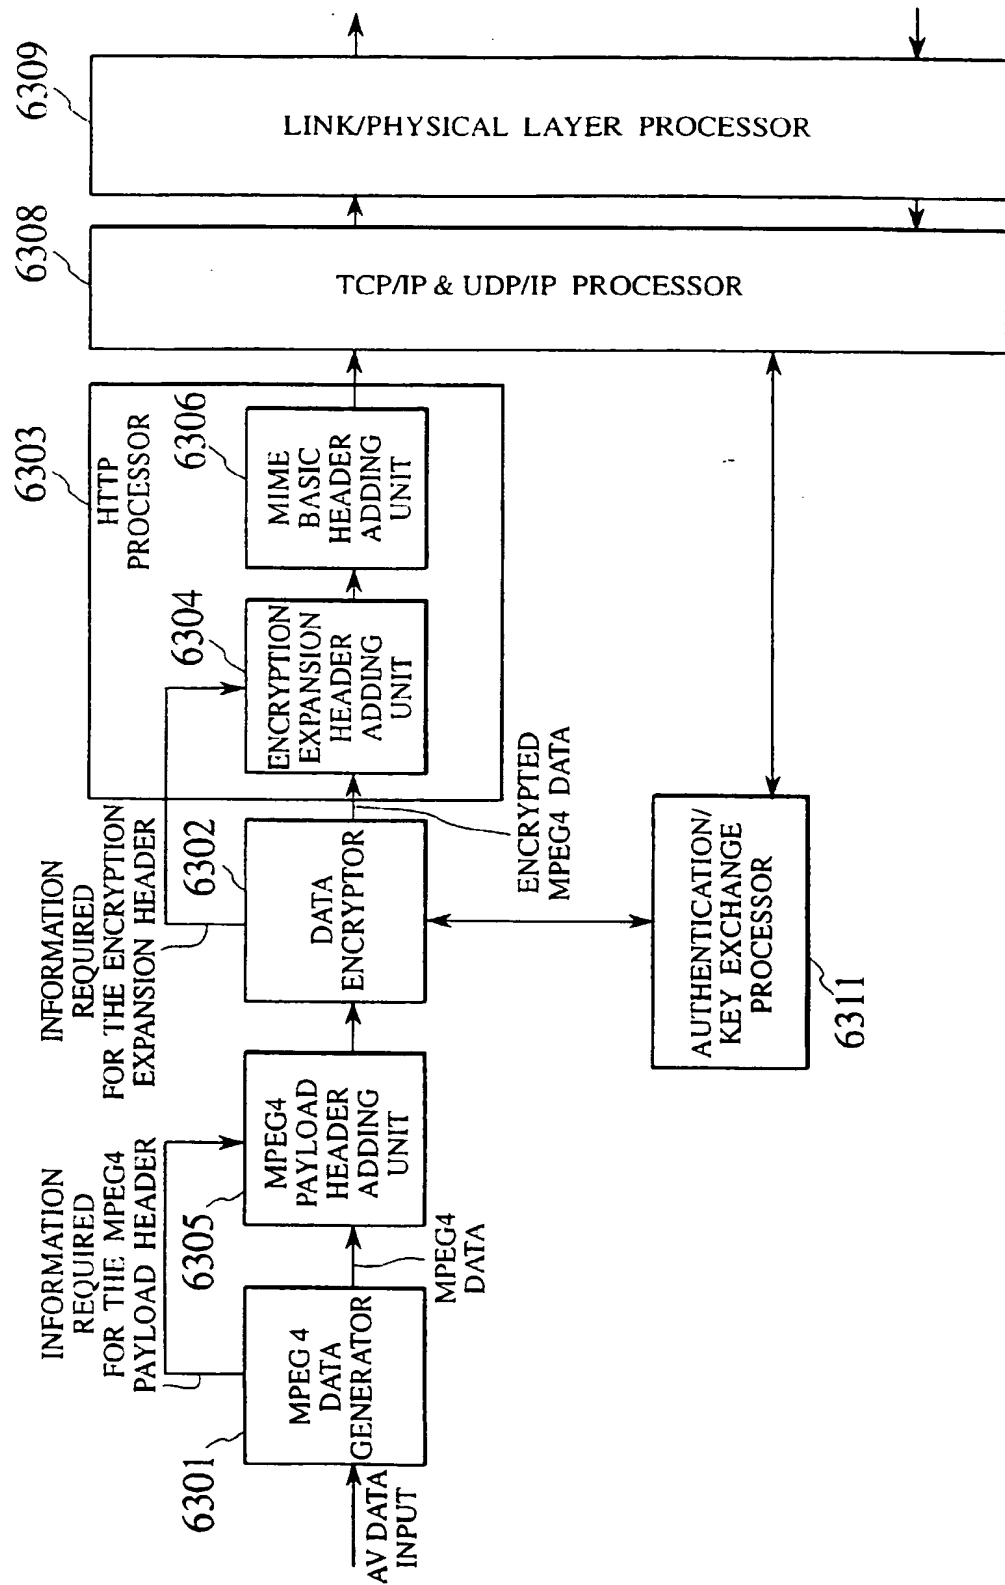 AV DATA
INPUT
6301
MPEG 4
DATA
GENERATOR
INFORMATION
REQUIRED
FOR THE MPEG4
PAYLOAD HEADER
MPEG4
DATA
6305
MPEG4
PAYLOAD
HEADER
ADDING
UNIT
INFORMATION
REQUIRED
FOR THE ENCRYPTION
EXPANSION HEADER
6302
DATA
ENCRYPTOR
ENCRYPTED
MPEG4 DATA
6303
HTTP
PROCESSOR
6304
ENCRYPTION
EXPANSION
HEADER
ADDING
UNIT
6306
MIME
BASIC
HEADER
ADDING
UNIT
AUTHENTICATION/
KEY EXCHANGE
PROCESSOR
6311
6308
TCP/IP & UDP/IP PROCESSOR
6309
LINK/PHYSICAL LAYER PROCESSOR